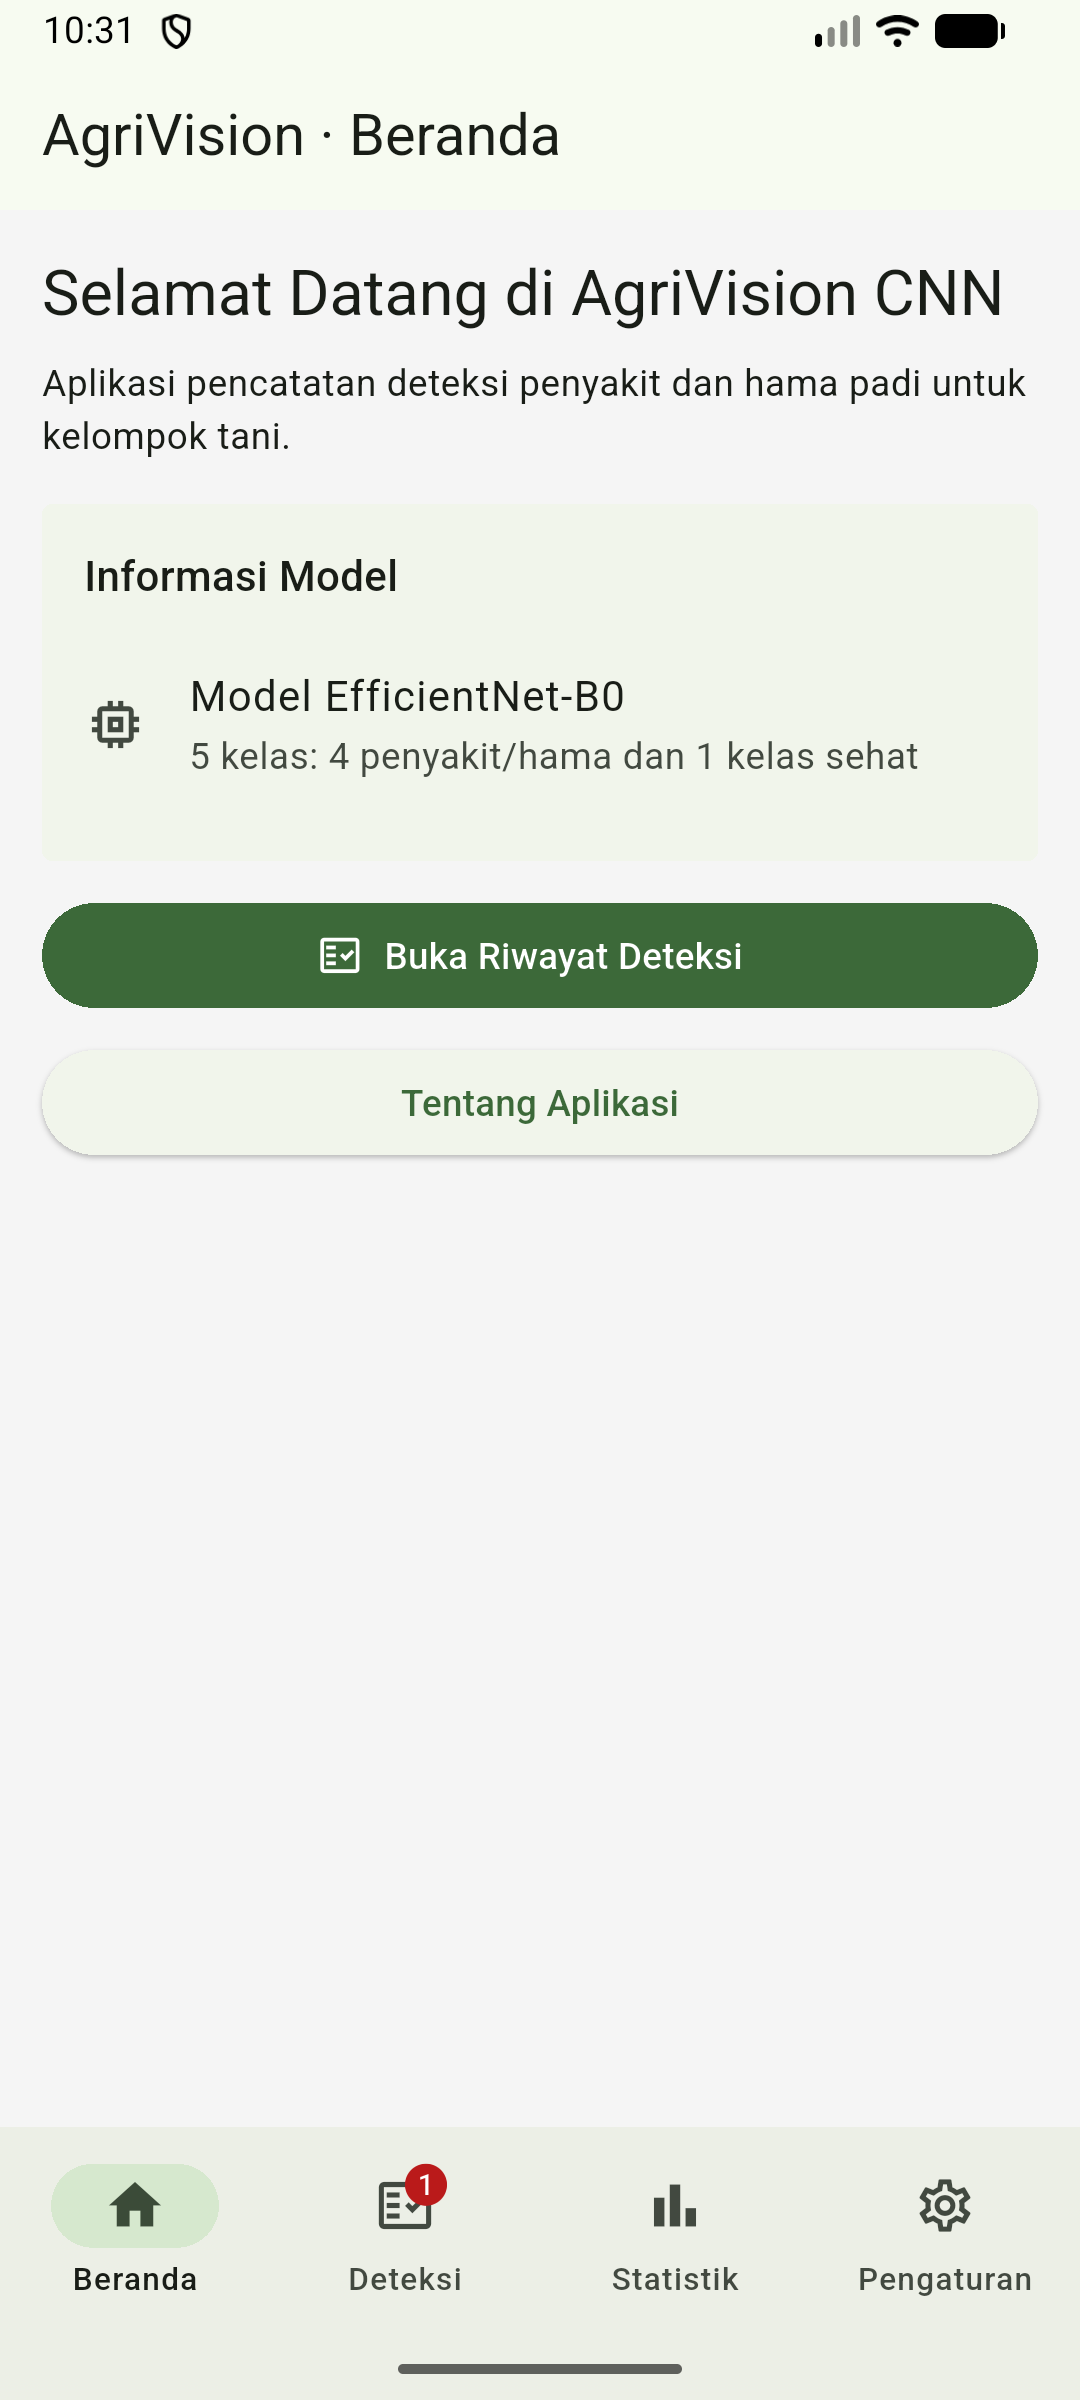 10:31
AgriVision · Beranda
Selamat Datang di AgriVision CNN
Aplikasi pencatatan deteksi penyakit dan hama padi untuk
kelompok tani.
Informasi Model
Model EfficientNet-B0
5 kelas: 4 penyakit/hama dan 1 kelas sehat
Buka Riwayat Deteksi
Tentang Aplikasi
1
Beranda
Deteksi
Statistik
Pengaturan